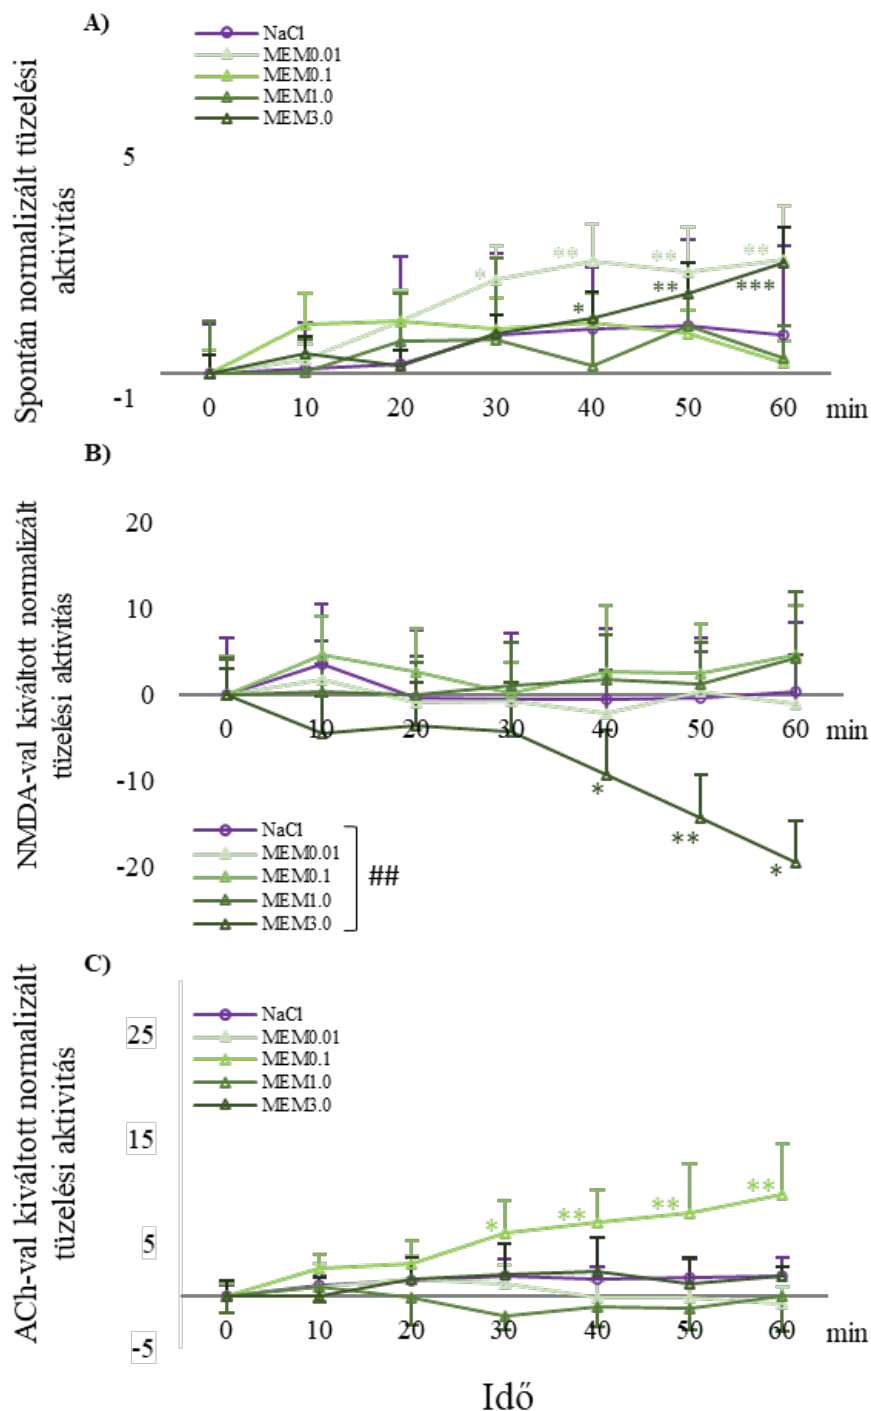 A)
NaCl
MEM0.01
MEM0.1
MEM1.0
MEM3.0
Spontán normalizált tüzelési
aktivitás
5
-1
*
**
**
**
*
**
***
0 10 20 30 40 50 60 min
B)
NMDA-val kiváltott normalizált
tüzelési aktivitás
20
10
0
-10
-20
0 10 20 30 40 50 60
*
**
*
NaCl
MEM0.01
MEM0.1
MEM1.0
MEM3.0
##
C)
ACh-val kiváltott normalizált
tüzelési aktivitás
NaCl
MEM0.01
MEM0.1
MEM1.0
MEM3.0
25
15
5
-5
*
**
**
**
0 10 20 30 40 50 60 min
Idő